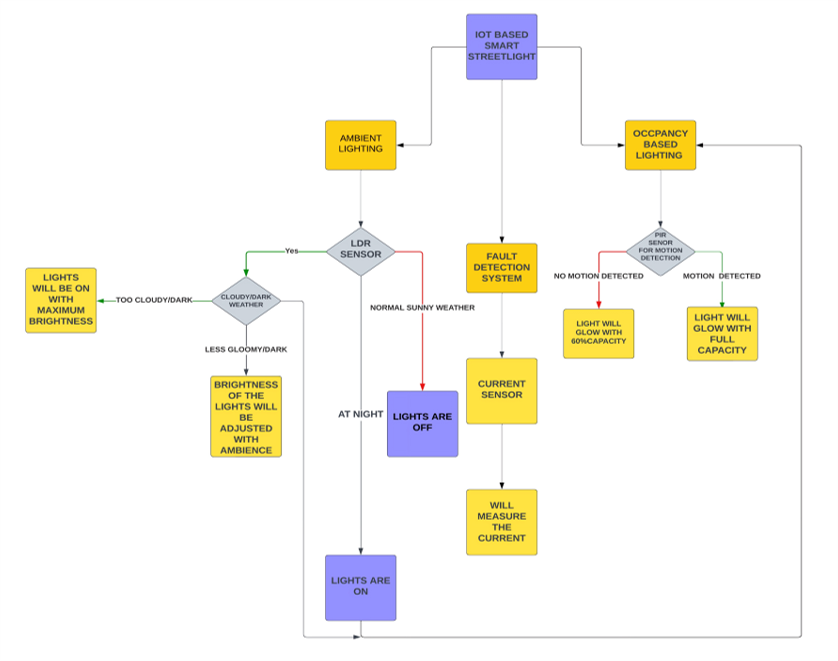 IOT BASED
SMART
STREETLIGHT
AMBIENT
LIGHTING
OCCPANCY
BASED
LIGHTING
LDR
SENSOR
PIR
SENOR
FOR MOTION
DETECTION
Yes
FAULT
DETECTION
SYSTEM
NO MOTION DETECTED
MOTION DETECTED
LIGHTS
WILL BE ON
WITH
MAXIMUM
BRIGHTNESS
TOO CLOUDY/DARK
CLOUDY/DARK
WEATHER
NORMAL SUNNY WEATHER
LIGHT WILL
GLOW WITH
60%CAPACITY
LIGHT WILL
GLOW WITH
FULL
CAPACITY
LESS GLOOMY/DARK
BRIGHTNESS
OF THE
LIGHTS WILL
BE
ADJUSTED
WITH
AMBIENCE
AT NIGHT
LIGHTS ARE
OFF
CURRENT
SENSOR
WILL
MEASURE
THE
CURRENT
LIGHTS ARE
ON